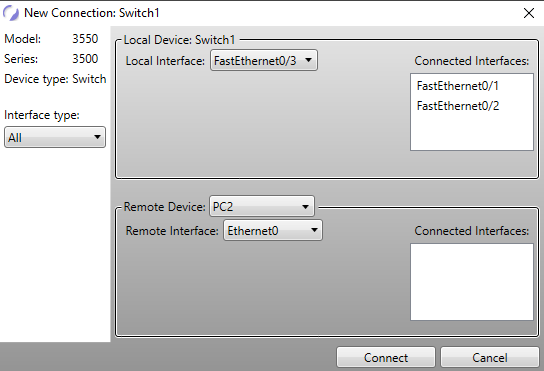 New Connection: Switch1
Model: 3550
Series: 3500
Device type: Switch
Interface type:
All
Local Device: Switch1
Local Interface: FastEthernet0/3
Connected Interfaces:
FastEthernet0/1
FastEthernet0/2
Remote Device: PC2
Remote Interface: Ethernet0
Connected Interfaces:
Connect
Cancel